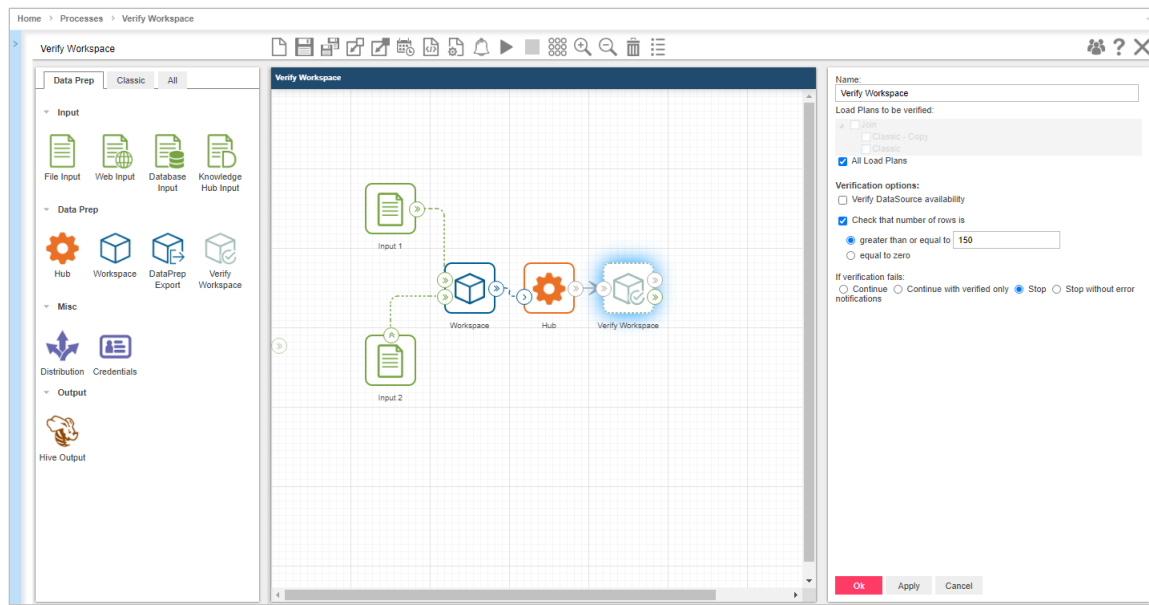 Home > Processes > Verify Workspace
Verify Workspace
Data Prep Classic All
Input
File Input Web Input Database Input Knowledge Hub Input
Data Prep
Hub Workspace DataPrep Export Verify Workspace
Misc
Distribution Credentials
Output
Hive Output
Verify Workspace
Input 1
Workspace Hub Verify Workspace
Input 2
Name:
Verify Workspace
Load Plans to be verified:
Join
Classic - Copy
Classic
All Load Plans
Verification options:
Verify DataSource availability
Check that number of rows is
greater than or equal to 150
equal to zero
If verification fails:
Continue Continue with verified only Stop Stop without error
notifications
Ok Apply Cancel